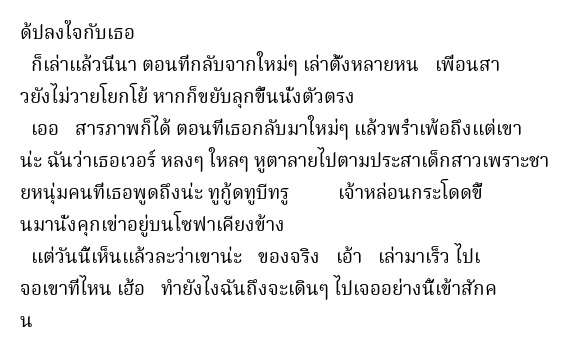 ด้ปลงใจกับเธอ
ก็เล่าแล้วนี่นา ตอนที่กลับจากใหม่ๆ เล่าตั้งหลายหน เพื่อนสา
วยังไม่วายโยกโย้ หากก็ขยับลุกขึ้นนั่งตัวตรง
เออ สารภาพก็ได้ ตอนที่เธอกลับมาใหม่ๆ แล้วพร่ำเพ้อถึงแต่เขา
น่ะ ฉันว่าเธอเวอร์ หลงๆ ใหลๆ หูตาลายไปตามประสาเด็กสาวเพราะชา
ยหนุ่มคนที่เธอพูดถึงน่ะ ทูกู้ดทูบีทรู เจ้าหล่อนกระโดดขึ้
นมานั่งคุกเข่าอยู่บนโซฟาเคียงข้าง
แต่วันนี้เห็นแล้วละว่าเขาน่ะ ของจริง เอ้า เล่ามาเร็ว ไปเ
จอเขาที่ไหน เฮ้อ ทำยังไงฉันถึงจะเดินๆ ไปเจออย่างนี้เข้าสักค
น